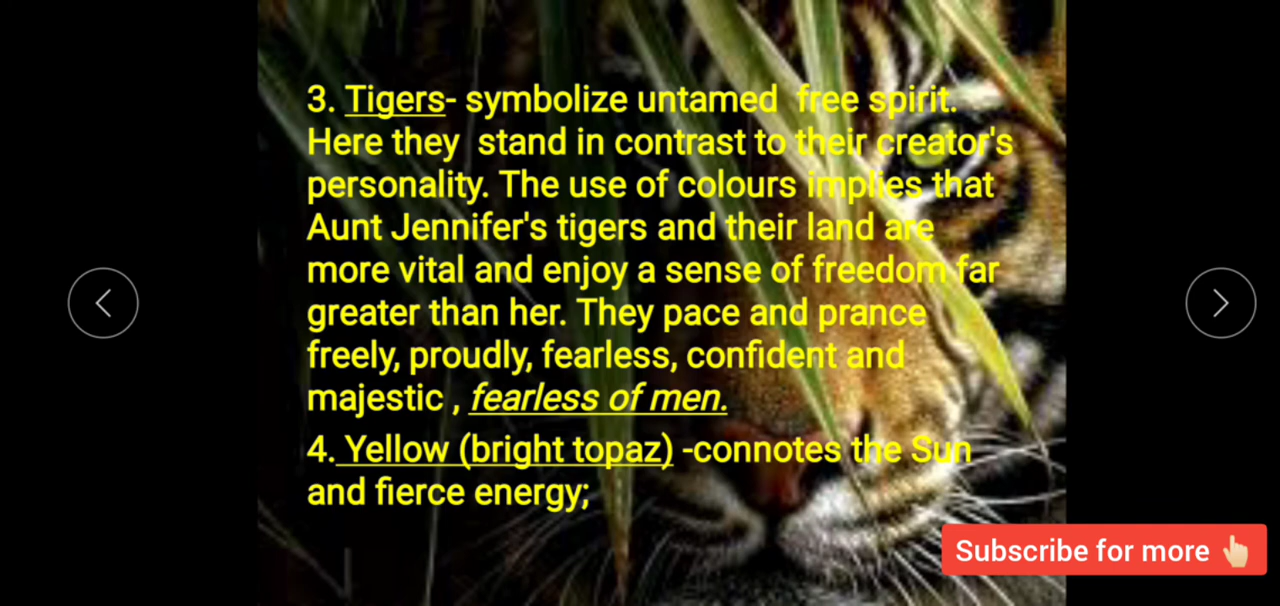 3. Tigers- symbolize untamed free spirit.
Here they stand in contrast to their creator's
personality. The use of colours implies that
Aunt Jennifer's tigers and their land are
more vital and enjoy a sense of freedom far
greater than her. They pace and prance
freely, proudly, fearless, confident and
majestic , fearless of men.
4. Yellow (bright topaz) -connotes the Sun
and fierce energy;
Subscribe for more 👆🏻